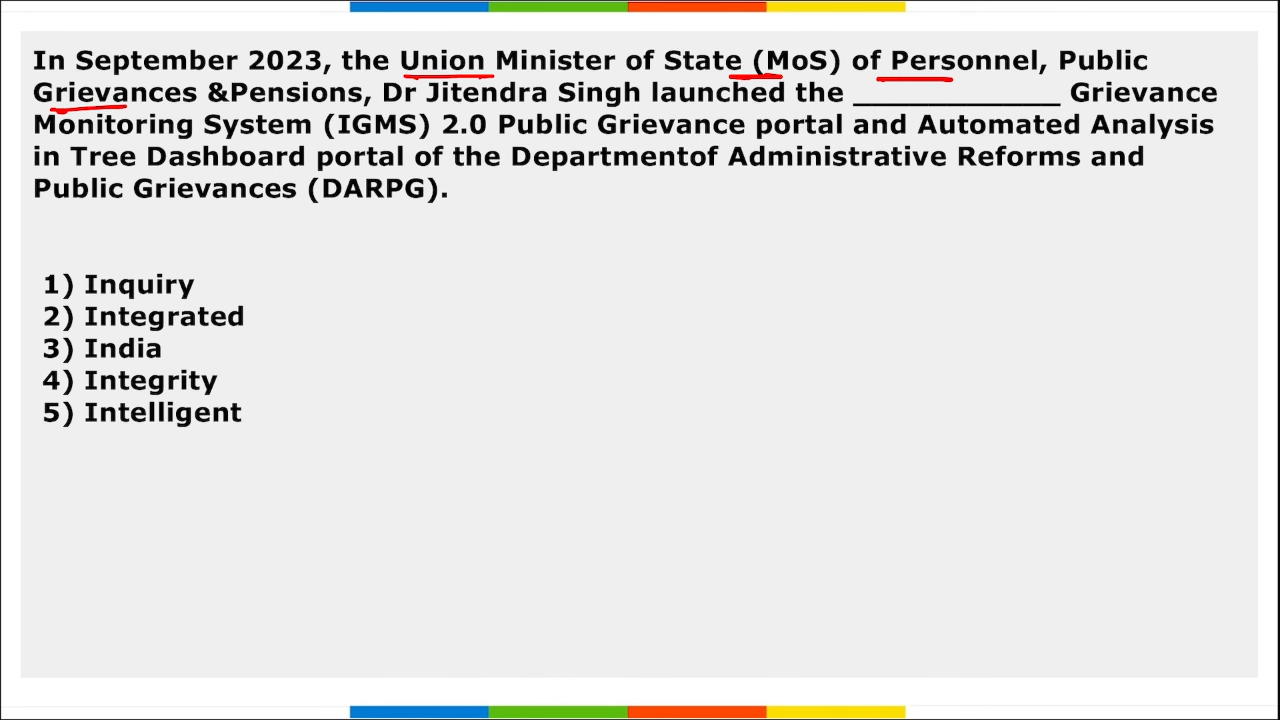 In September 2023, the Union Minister of State (MoS) of Personnel, Public
Grievances &Pensions, Dr Jitendra Singh launched the _____________ Grievance
Monitoring System (IGMS) 2.0 Public Grievance portal and Automated Analysis
in Tree Dashboard portal of the Departmentof Administrative Reforms and
Public Grievances (DARPG).
1) Inquiry
2) Integrated
3) India
4) Integrity
5) Intelligent